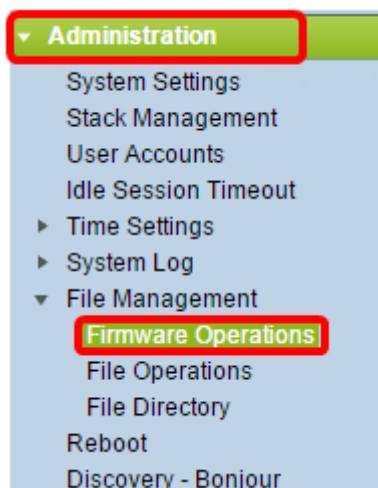 Administration
System Settings
Stack Management
User Accounts
Idle Session Timeout
Time Settings
System Log
File Management
Firmware Operations
File Operations
File Directory
Reboot
Discovery - Bonjour